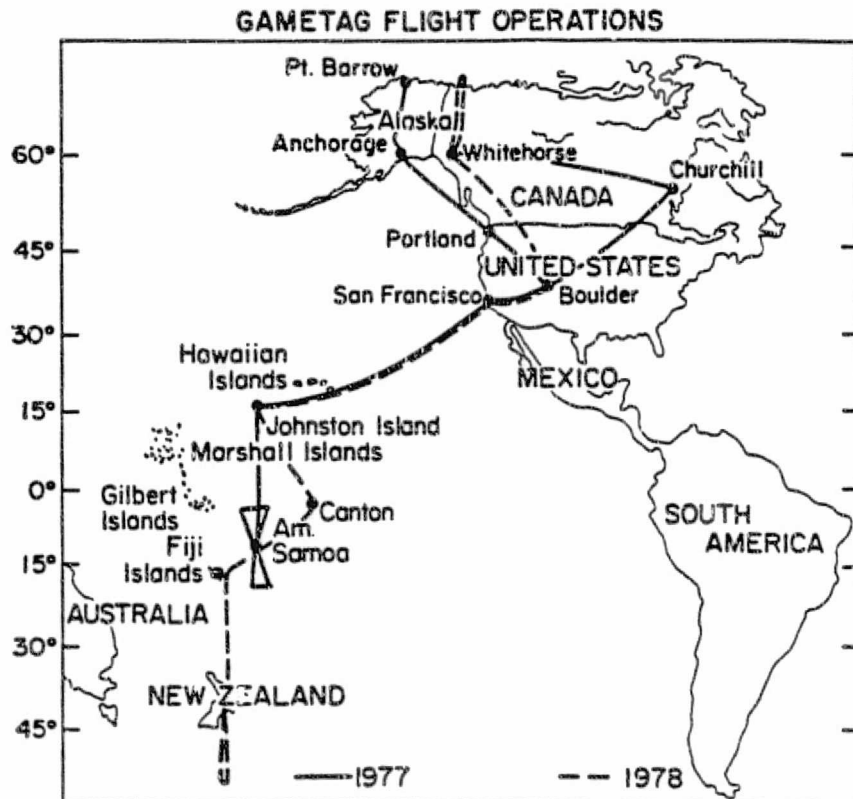 GAMETAG FLIGHT OPERATIONS
Pt. Barrow
Alaska
Anchorage
Whitehorse
60°
Churchill
CANADA
45°
Portland
UNITED STATES
San Francisco
Boulder
30°
Hawaiian
Islands
MEXICO
15°
Johnston Island
Marshall Islands
0°
Gilbert
Islands
Canton
SOUTH
AMERICA
Am.
Samoa
Fiji
Islands
15°
AUSTRALIA
30°
NEW ZEALAND
45°
1977
1978